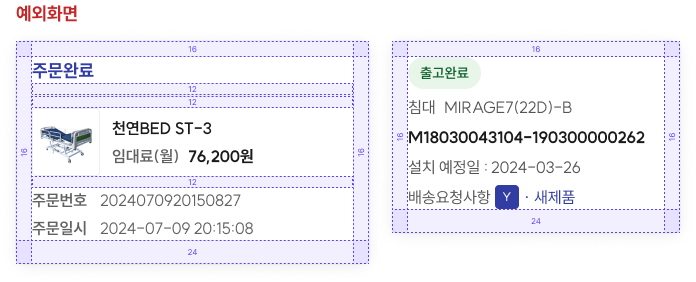 예외화면
16
주문완료
12
12
16
16
천연BED ST-3
임대료(월) 76,200원
12
주문번호 2024070920150827
주문일시 2024-07-09 20:15:08
24
16
출고완료
침대 MIRAGE7(22D)-B
16
M18030043104-190300000262
16
설치 예정일 : 2024-03-26
배송요청사항 Y · 새제품
24